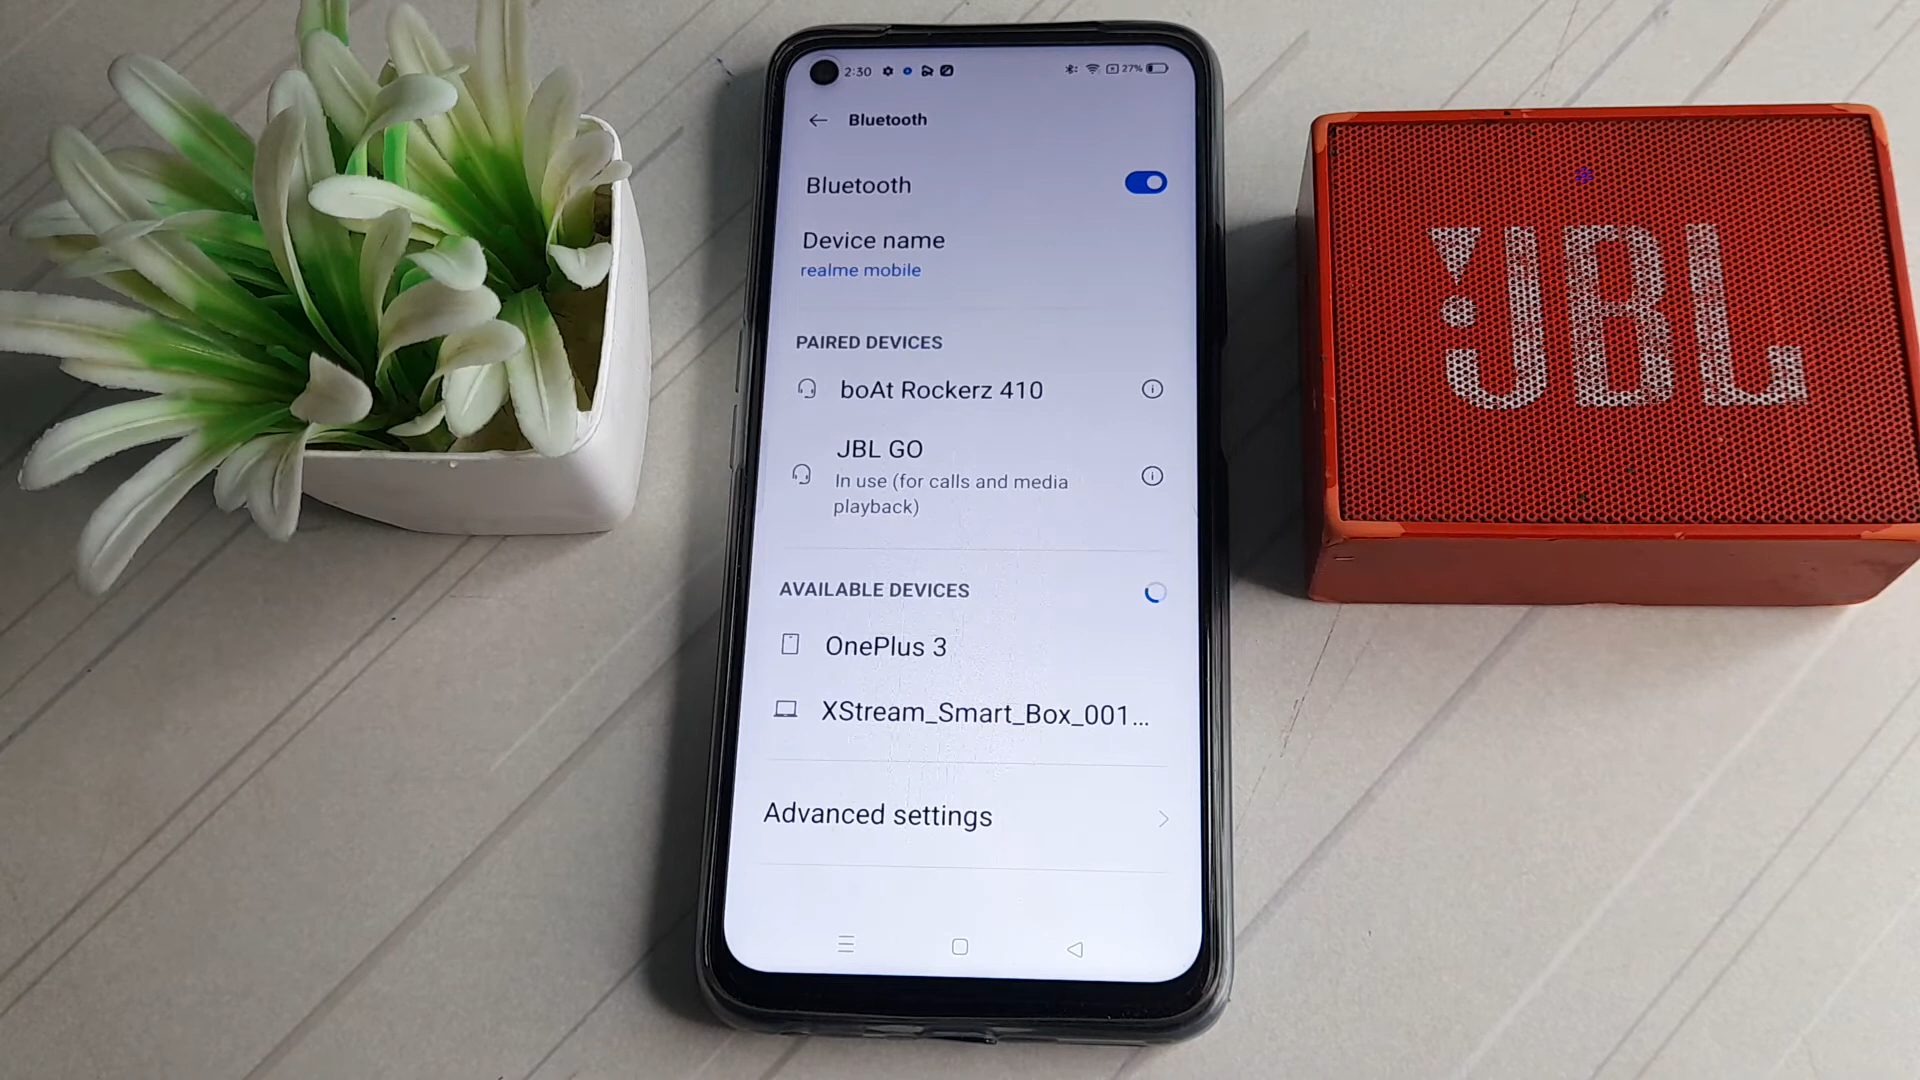 2:30
27%
Bluetooth
Bluetooth
Device name
realme mobile
PAIRED DEVICES
boAt Rockerz 410
JBL GO
In use (for calls and media
playback)
AVAILABLE DEVICES
OnePlus 3
XStream_Smart_Box_001...
Advanced settings
JBL